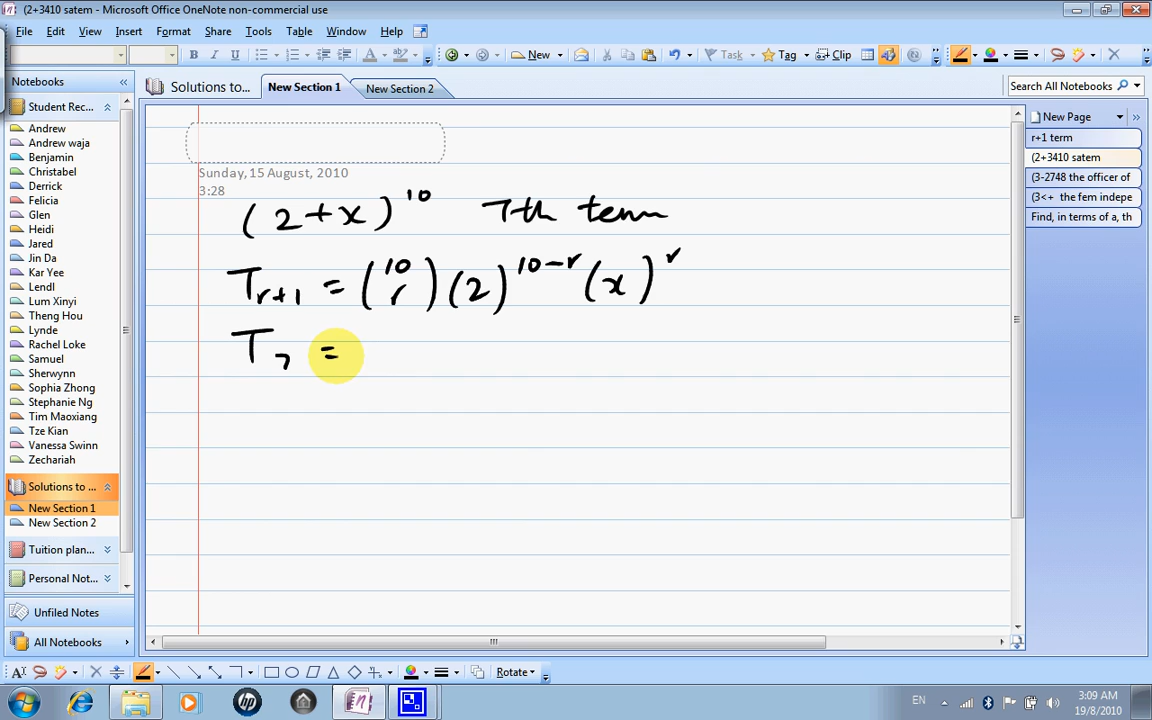 (2+3410 satem - Microsoft Office OneNote non-commercial use
File Edit View Insert Format Share Tools Table Window Help
New Task Tag Clip
Notebooks
Solutions to... New Section 1 New Section 2
Search All Notebooks
Student Rec...
Andrew
Andrew waja
Benjamin
Christabel
Derrick
Felicia
Glen
Heidi
Jared
Jin Da
Kar Yee
Lendl
Lum Xinyi
Theng Hou
Lynde
Rachel Loke
Samuel
Sherwynn
Sophia Zhong
Stephanie Ng
Tim Maoxiang
Tze Kian
Vanessa Swinn
Zechariah
Solutions to ...
New Section 1
New Section 2
Tuition plan...
Personal Not...
Unfiled Notes
All Notebooks
Sunday, 15 August, 2010
3:28
(2+x)^10 7th term
T_{r+1} = (10 r) (2)^{10-r} (x)^r
T_7 =
New Page
r+1 term
(2+3410 satem
(3-2748 the officer of
(3<+ the fem indepe
Find, in terms of a, th
Rotate
EN
3:09 AM
19/8/2010